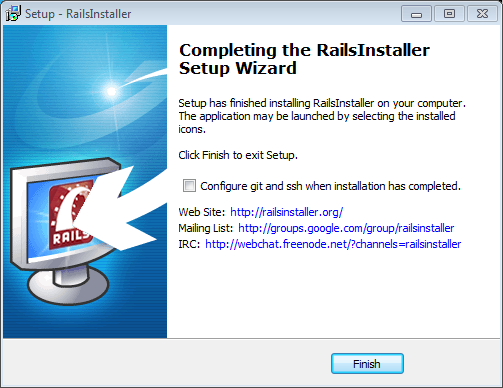 Setup - RailsInstaller
Completing the RailsInstaller
Setup Wizard
Setup has finished installing RailsInstaller on your computer.
The application may be launched by selecting the installed
icons.
Click Finish to exit Setup.
Configure git and ssh when installation has completed.
Web Site: http://railsinstaller.org/
Mailing List: http://groups.google.com/group/railsinstaller
IRC: http://webchat.freenode.net/?channels=railsinstaller
RAILS
Finish